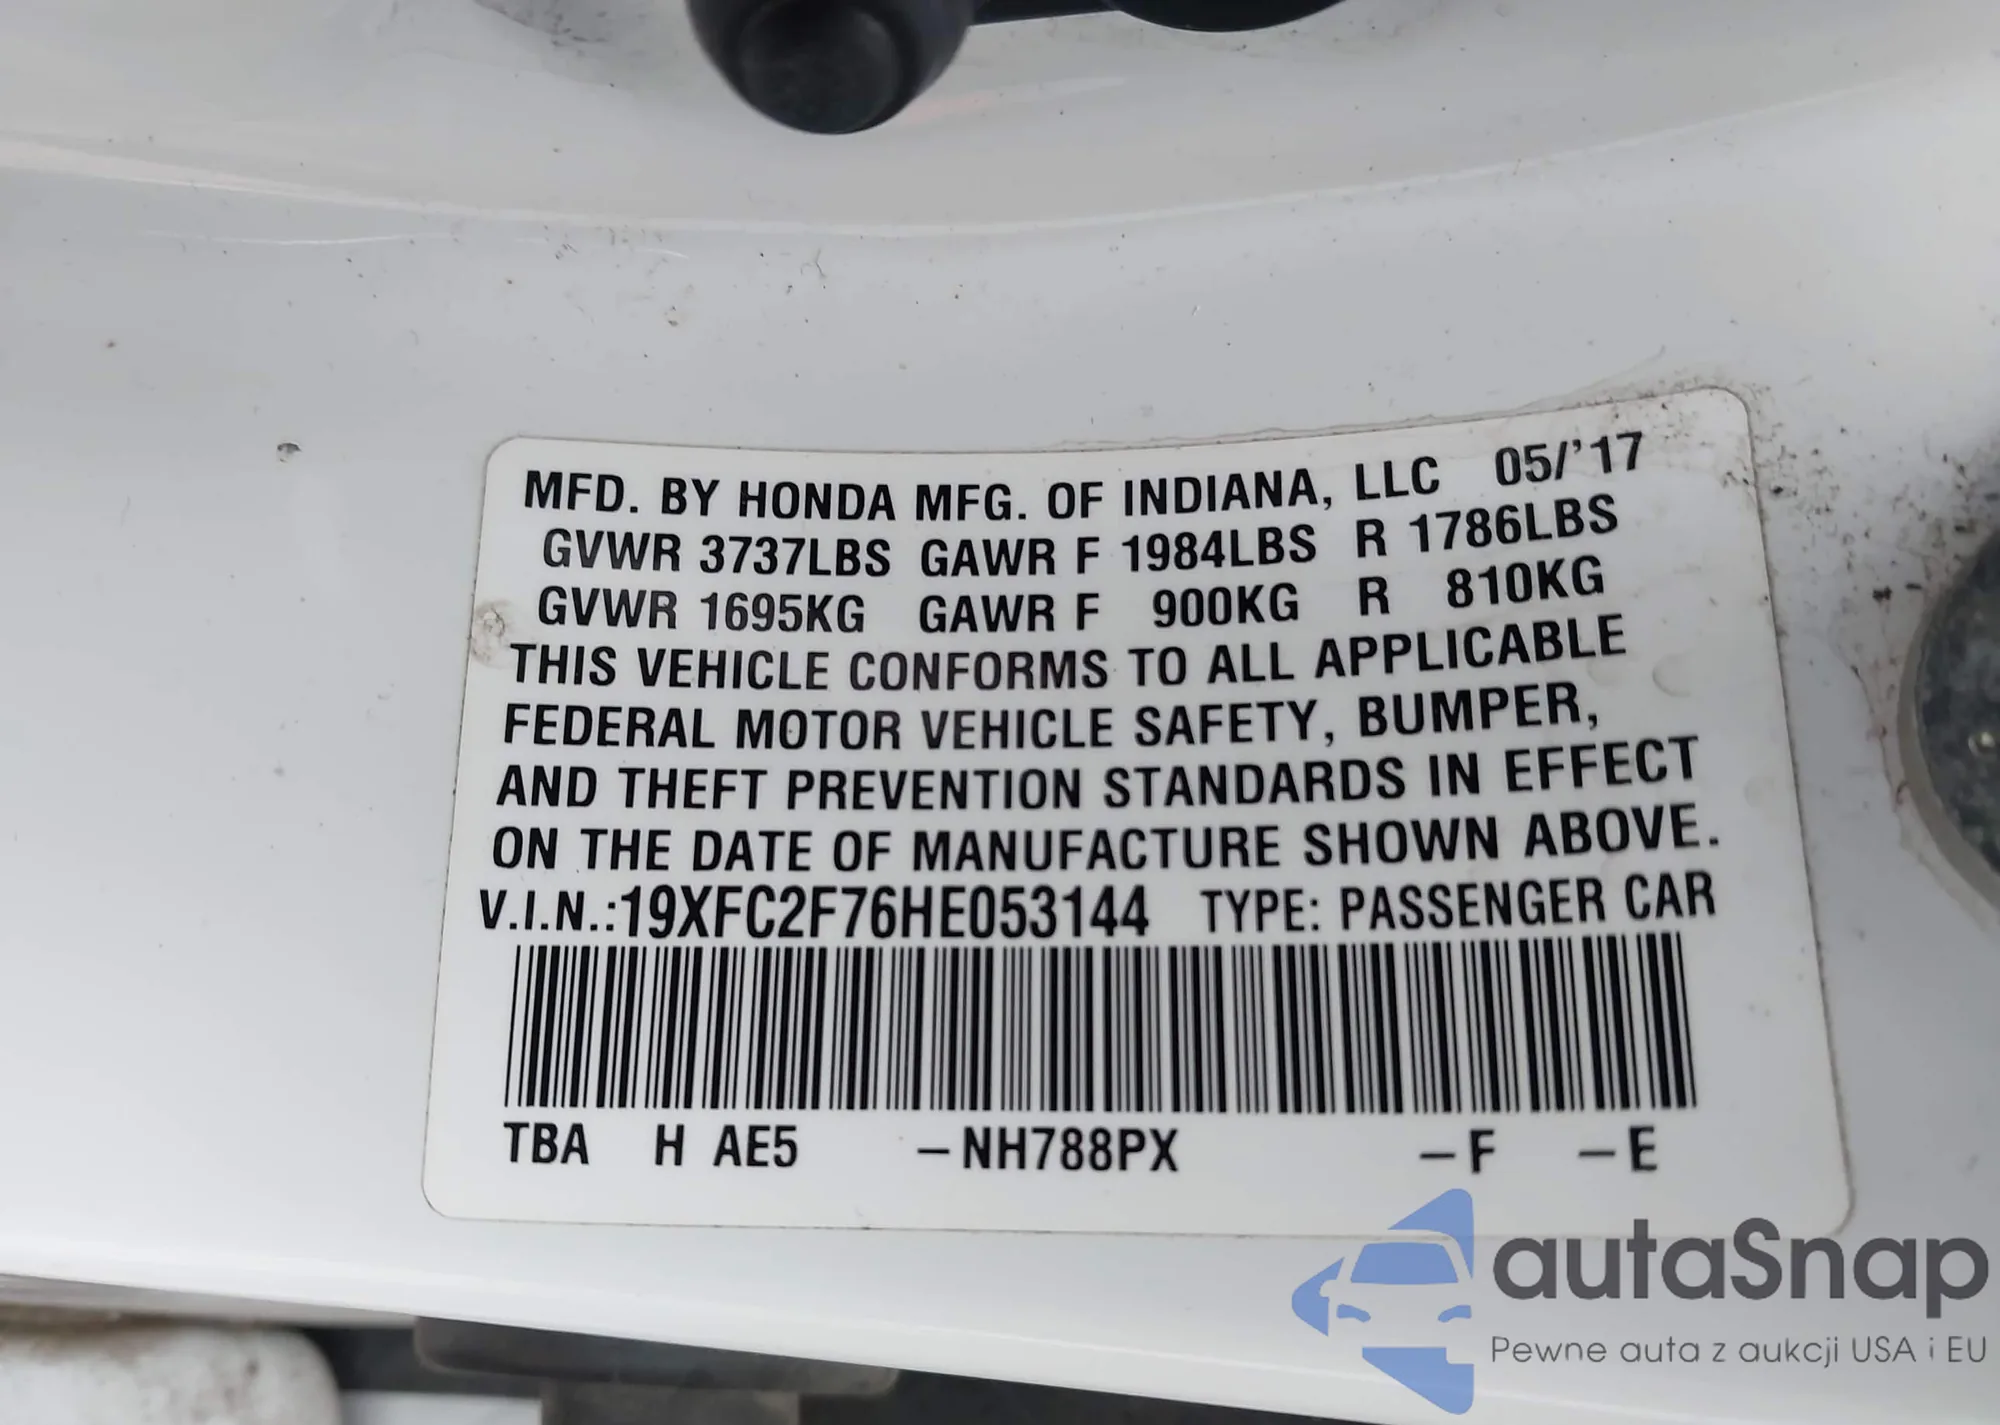 MFD. BY HONDA MFG. OF INDIANA, LLC 05/'17
GVWR 3737LBS GAWR F 1984LBS R 1786LBS
GVWR 1695KG GAWR F 900KG R 810KG
THIS VEHICLE CONFORMS TO ALL APPLICABLE
FEDERAL MOTOR VEHICLE SAFETY, BUMPER,
AND THEFT PREVENTION STANDARDS IN EFFECT
ON THE DATE OF MANUFACTURE SHOWN ABOVE.
V.I.N.:19XFC2F76HE053144 TYPE: PASSENGER CAR
TBA H AE5 –NH788PX –F –E
autaSnap
Pewne auta z aukcji USA i EU